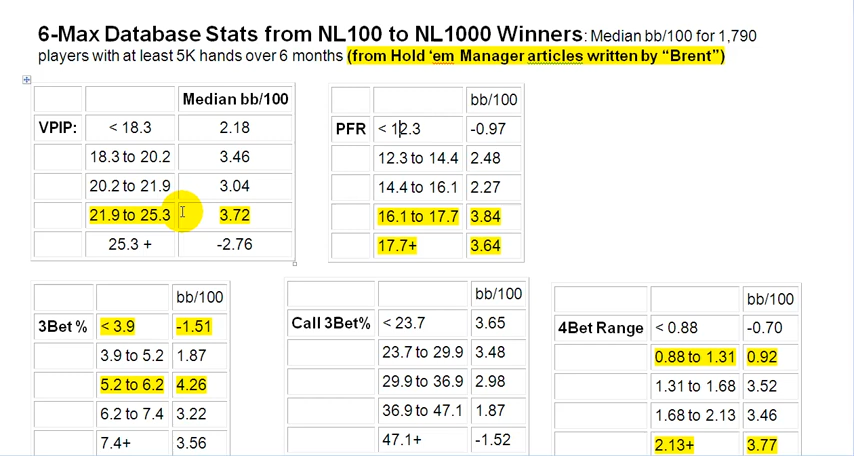 6-Max Database Stats from NL100 to NL1000 Winners: Median bb/100 for 1,790
players with at least 5K hands over 6 months (from Hold 'em Manager articles written by "Brent")
Median bb/100
VPIP: < 18.3 2.18
18.3 to 20.2 3.46
20.2 to 21.9 3.04
21.9 to 25.3 3.72
25.3 + -2.76
bb/100
PFR < 12.3 -0.97
12.3 to 14.4 2.48
14.4 to 16.1 2.27
16.1 to 17.7 3.84
17.7+ 3.64
bb/100
3Bet % < 3.9 -1.51
3.9 to 5.2 1.87
5.2 to 6.2 4.26
6.2 to 7.4 3.22
7.4+ 3.56
bb/100
Call 3Bet% < 23.7 3.65
23.7 to 29.9 3.48
29.9 to 36.9 2.98
36.9 to 47.1 1.87
47.1+ -1.52
bb/100
4Bet Range < 0.88 -0.70
0.88 to 1.31 0.92
1.31 to 1.68 3.52
1.68 to 2.13 3.46
2.13+ 3.77